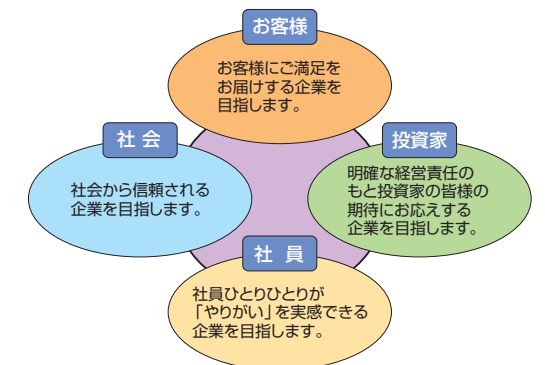 お客様
お客様にご満足を
お届けする企業を
目指します。
社 会
社会から信頼される
企業を目指します。
投資家
明確な経営責任の
もと投資家の皆様の
期待にお応えする
企業を目指します。
社 員
社員ひとりひとりが
「やりがい」を実感できる
企業を目指します。